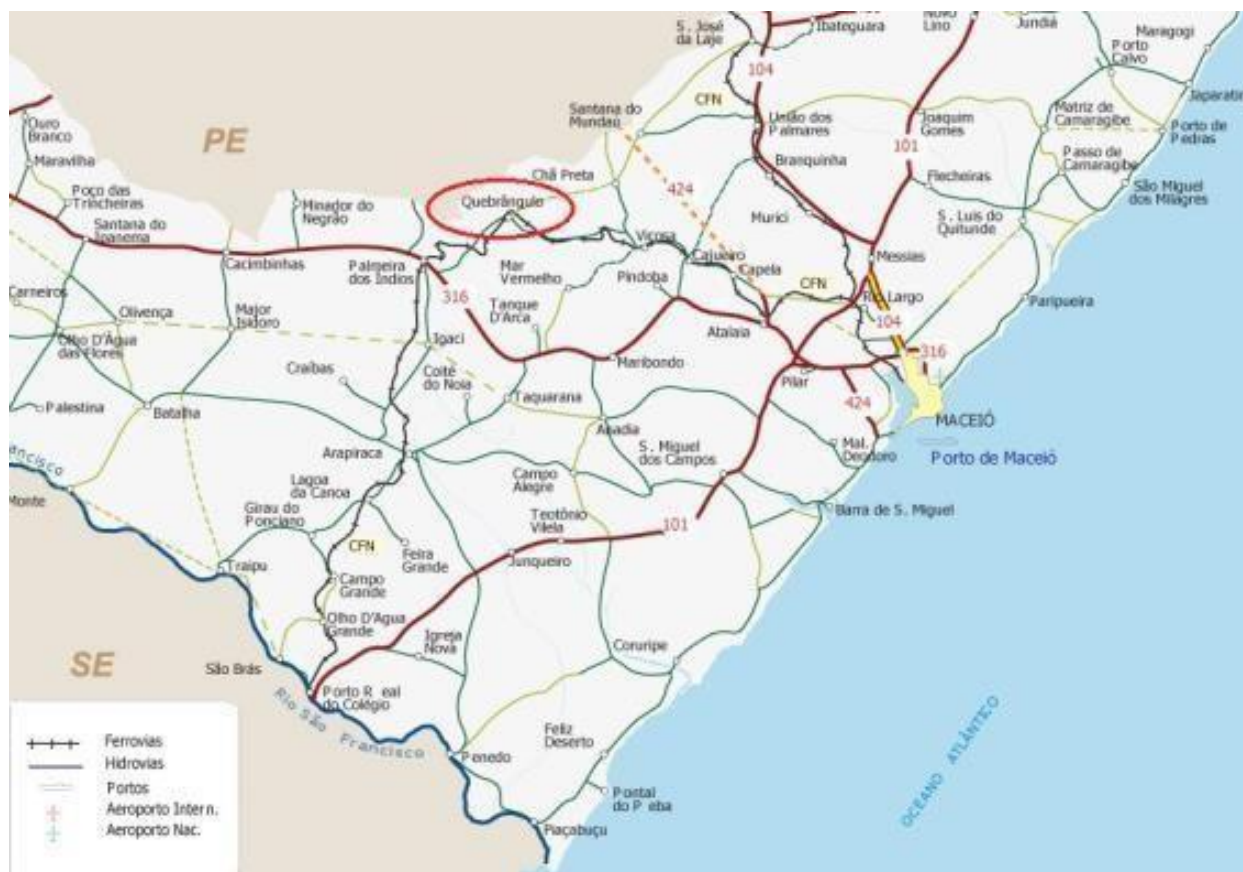 S. José
da Laje
Ibateguara
Novo
Lino
Jundiá
Maragogi
Porto
Calvo
Japaratin
104
CFN
Santana do
Mundaú
União dos
Palmares
Joaquim
Gomes
Matriz de
Camaragibe
Porto de
Pedras
Ouro
Branco
PE
101
Maravilha
Branquinha
Passo de
Camaragibe
Chã Preta
Flecheiras
São Miguel
dos Milagres
Poço das
Trincheiras
Minador do
Negrão
Quebrângulo
424
Murici
S. Luis do
Quitunde
Santana do
Ipanema
Viçosa
Cajueiro
Messias
Cacimbinhas
Palmeira
dos Índios
Mar
Vermelho
Pindoba
Capela
CFN
Carneiros
Rio Largo
Paripueira
316
Olivença
Major
Isidoro
Tanque
D'Arca
Atalaia
104
Olho D'Água
das Flores
Igaci
Maribondo
316
Craíbas
Coité
do Noia
Pilar
Palestina
Batalha
Taquarana
424
MACEIÓ
Anadia
Arapiraca
S. Miguel
dos Campos
Mal.
Deodoro
Porto de Maceió
ancisco
Lagoa
da Canoa
Campo
Alegre
Monte
Girau do
Ponciano
Teotônio
Vilela
101
Barra de S. Miguel
CFN
Feira
Grande
Junqueiro
Traipu
Campo
Grande
Olho D'Agua
Grande
Igreja
Nova
Coruripe
SE
São Brás
Porto R eal
do Colégio
Rio São Francisco
Feliz
Deserto
Penedo
Pontal
do P eba
Piaçabuçu
OCEANO ATLÂNTICO
Ferrovias
Hidrovias
Portos
Aeroporto Intern.
Aeroporto Nac.